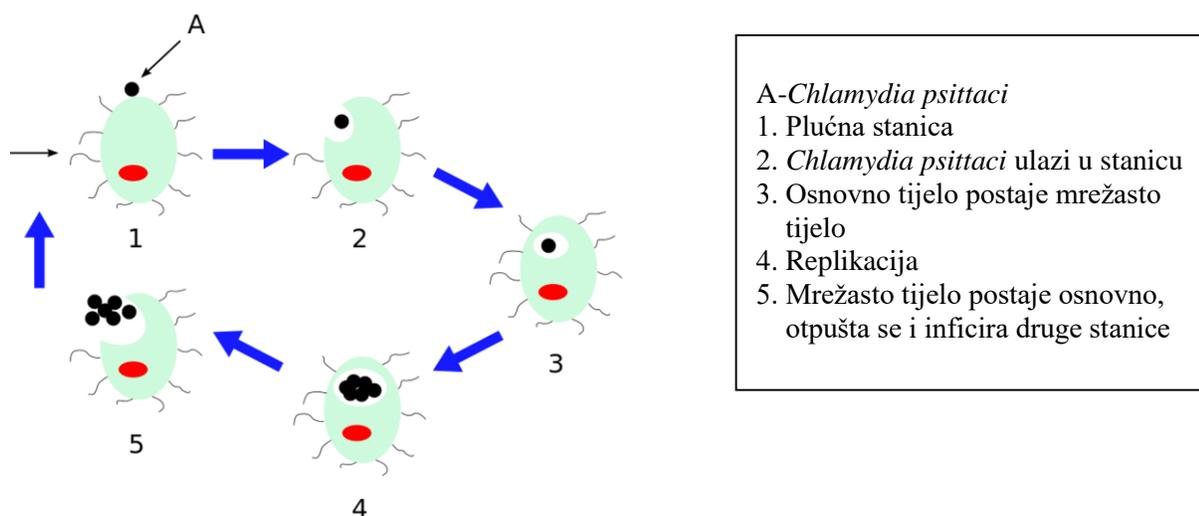 A
1
2
3
4
5
A-Chlamydia psittaci
1. Plućna stanica
2. Chlamydia psittaci ulazi u stanicu
3. Osnovno tijelo postaje mrežasto
tijelo
4. Replikacija
5. Mrežasto tijelo postaje osnovno,
otpušta se i inficira druge stanice